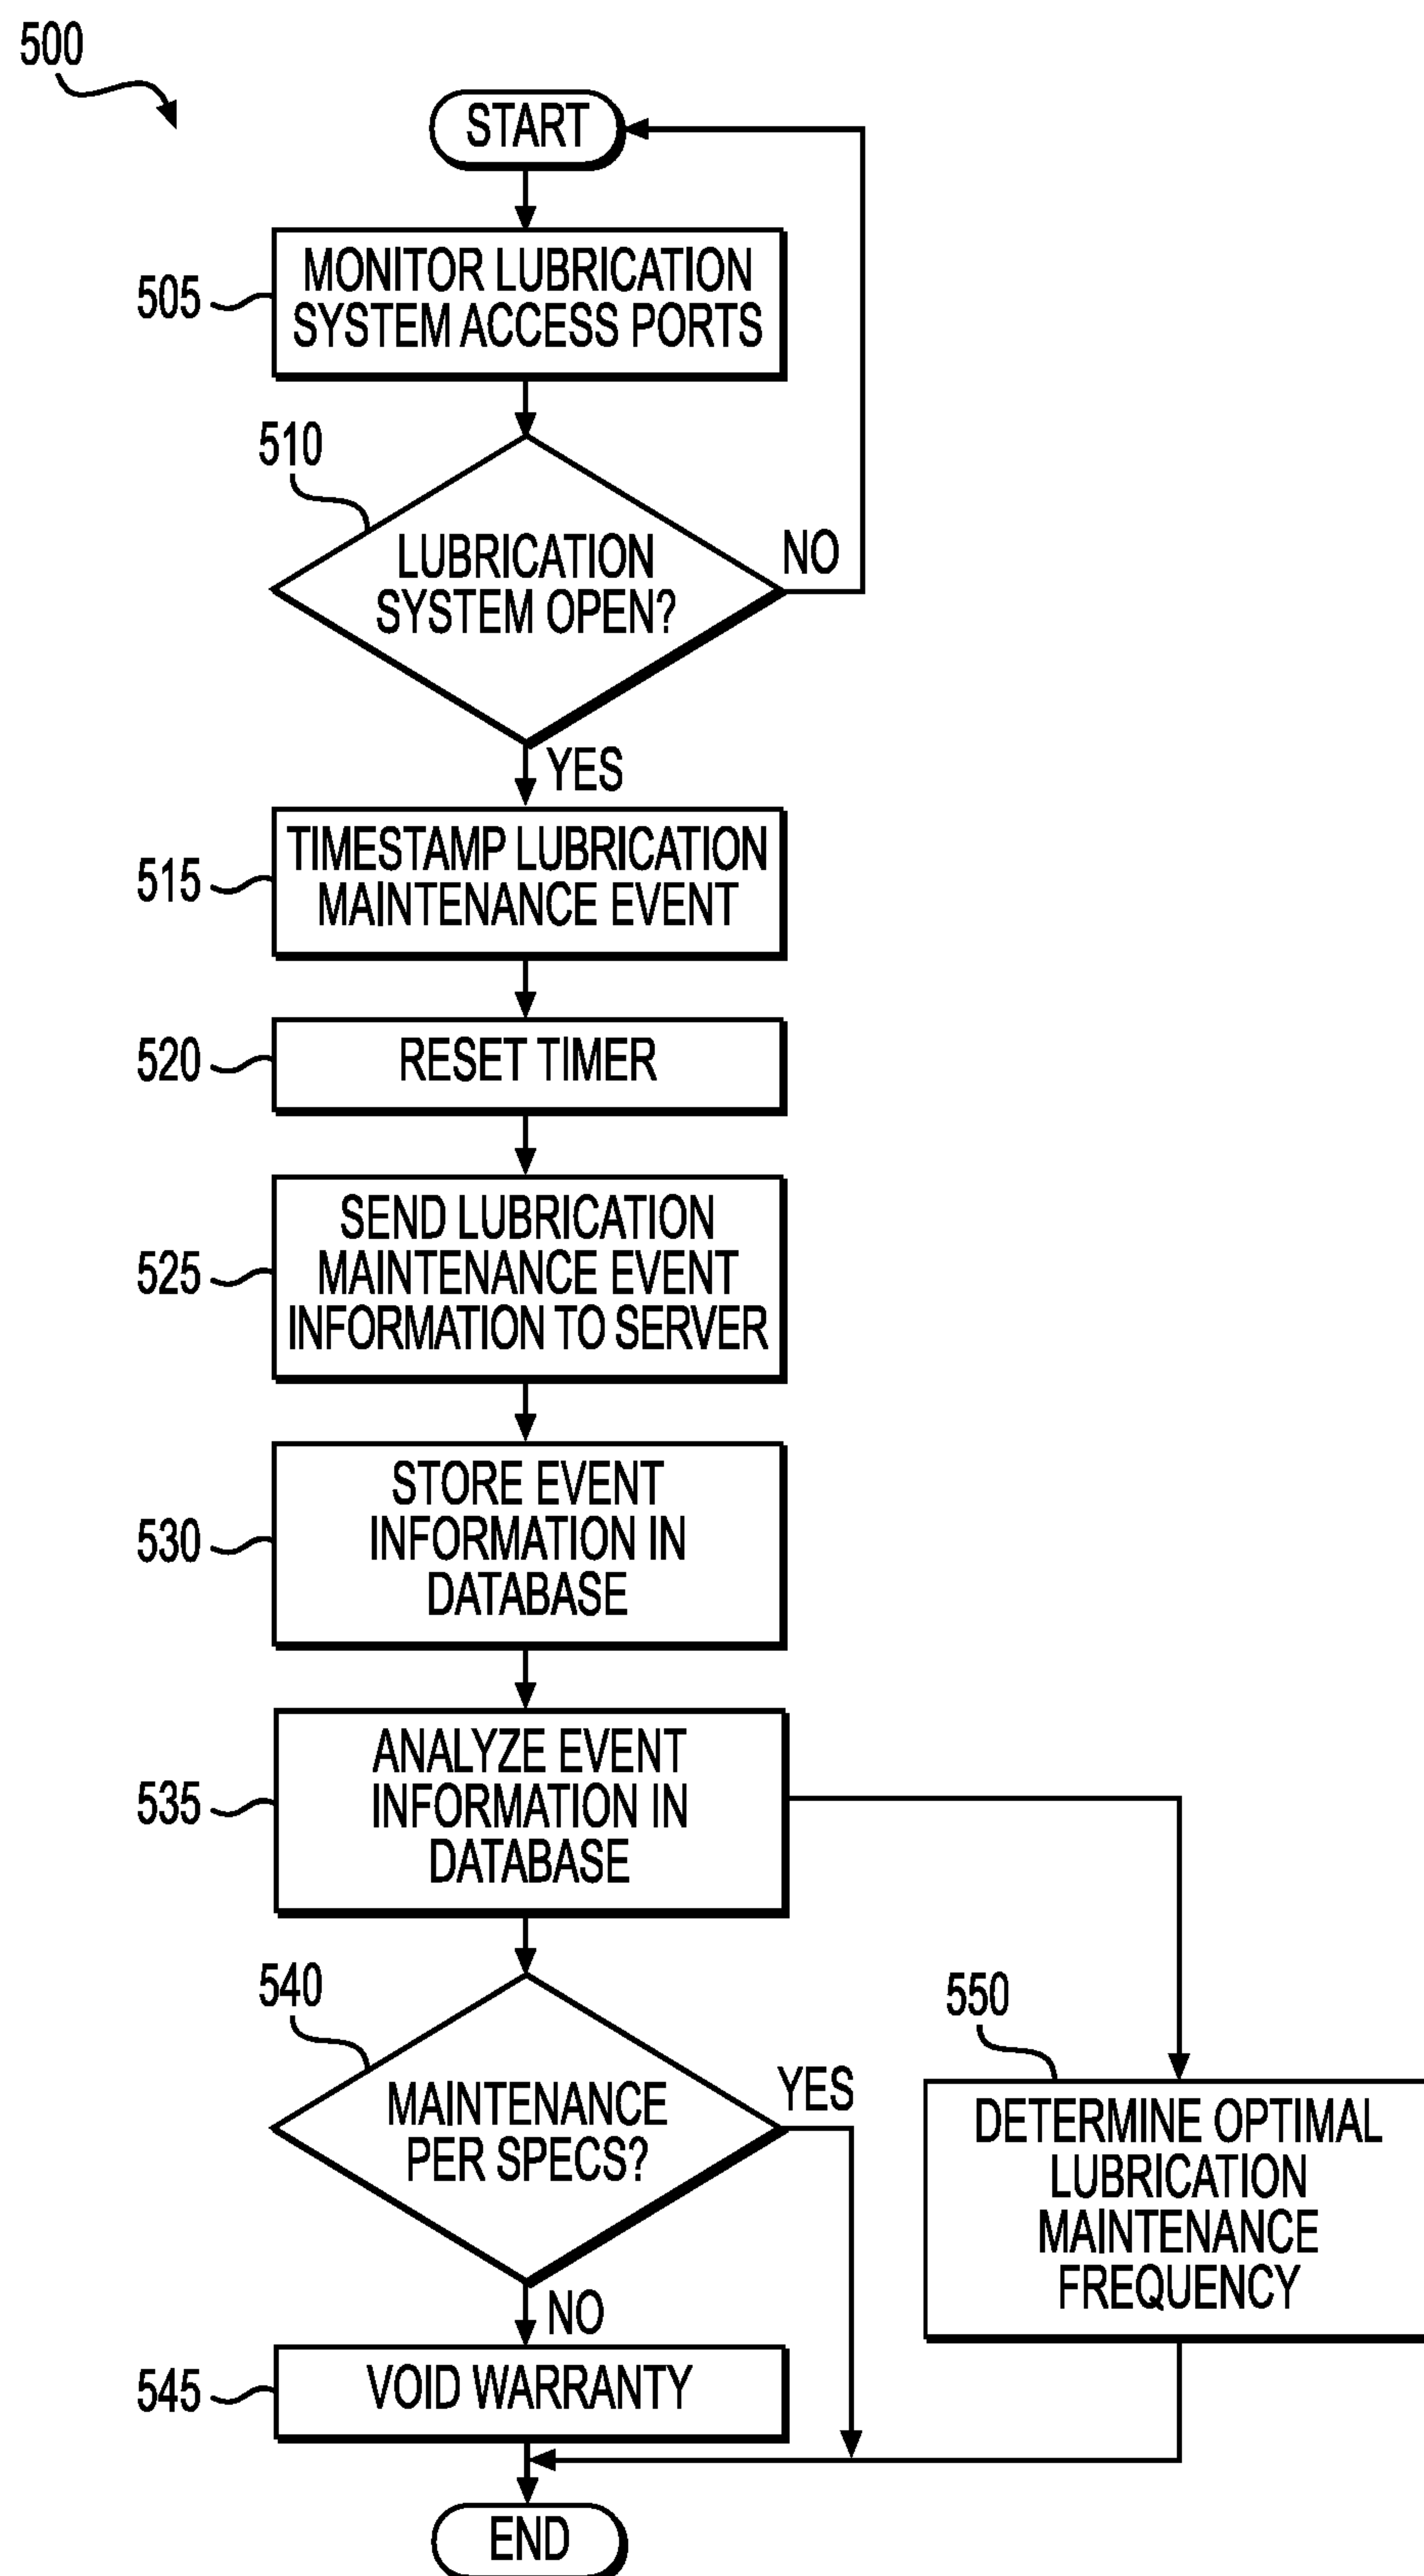 500
START
505
MONITOR LUBRICATION
SYSTEM ACCESS PORTS
510
LUBRICATION
SYSTEM OPEN?
NO
YES
515
TIMESTAMP LUBRICATION
MAINTENANCE EVENT
520
RESET TIMER
525
SEND LUBRICATION
MAINTENANCE EVENT
INFORMATION TO SERVER
530
STORE EVENT
INFORMATION IN
DATABASE
535
ANALYZE EVENT
INFORMATION IN
DATABASE
540
MAINTENANCE
PER SPECS?
YES
NO
550
DETERMINE OPTIMAL
LUBRICATION
MAINTENANCE
FREQUENCY
545
VOID WARRANTY
END